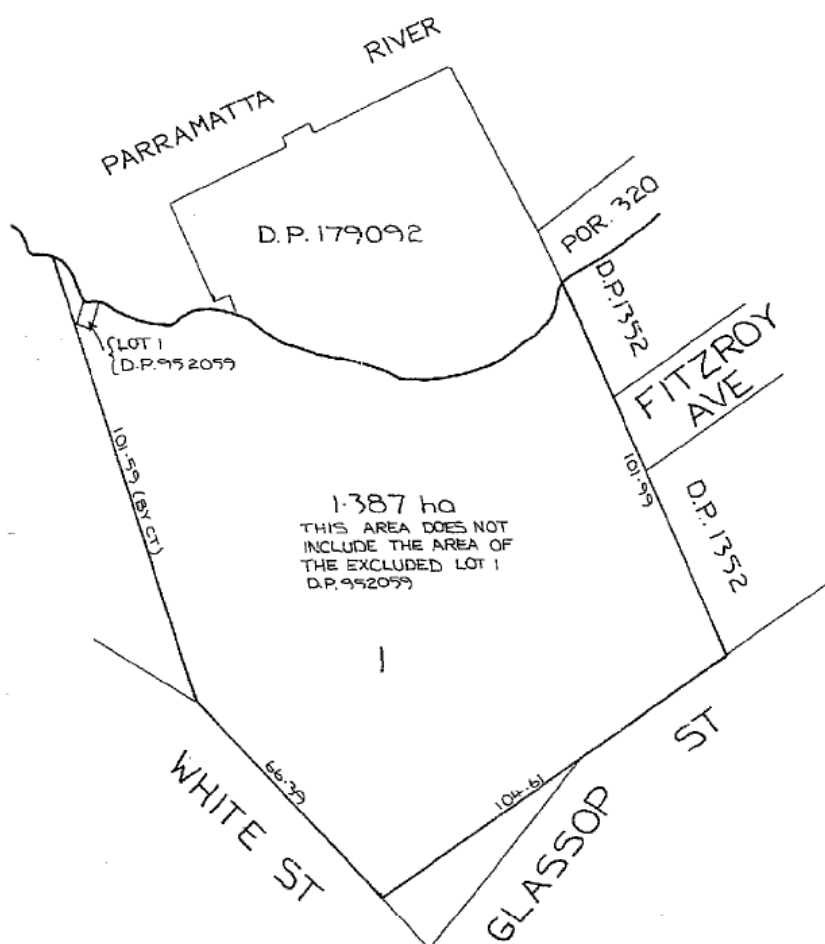 PARRAMATTA RIVER
D.P. 179092
POR. 320
D.P.1352
FITZROY
AVE
LOT 1
D.P.952059
101.59 (BY CT)
101.99
1.387 ha
THIS AREA DOES NOT
INCLUDE THE AREA OF
THE EXCLUDED LOT 1
D.P. 952059
D.P. 1352
1
66.39
104.61
WHITE ST
GLASSOP ST